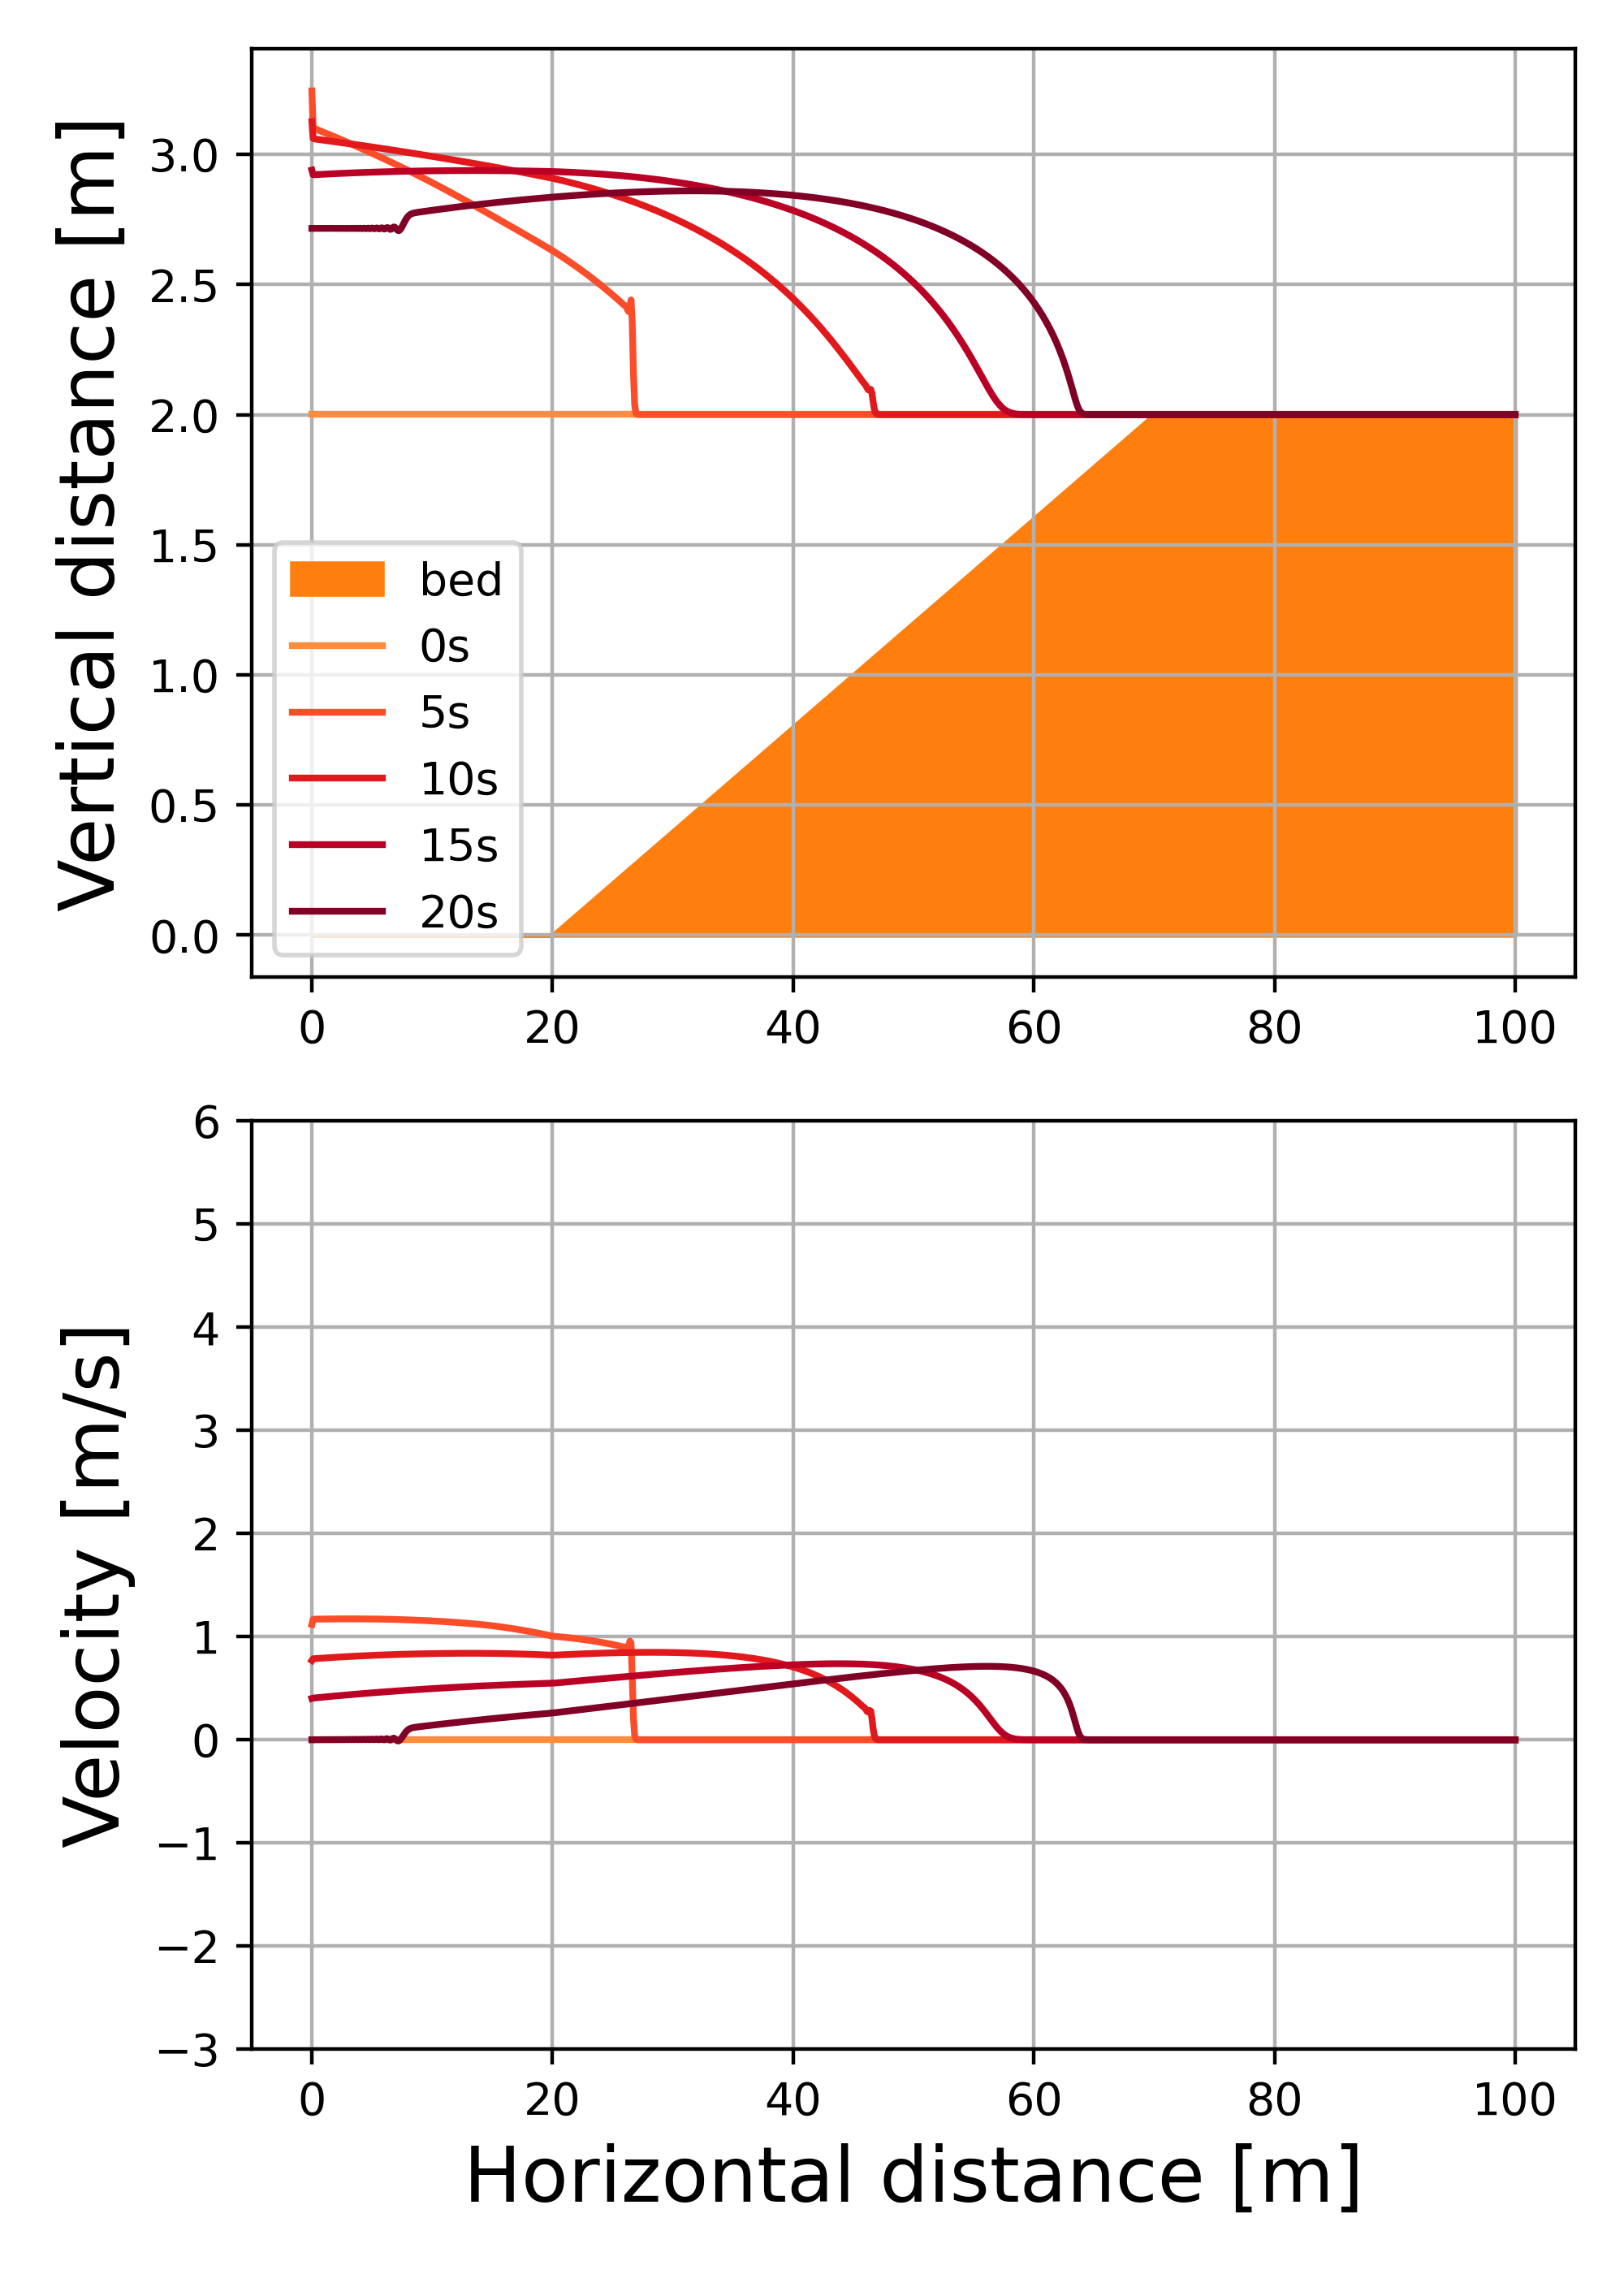 Vertical distance [m]
3.0
2.5
2.0
1.5
1.0
0.5
0.0
bed
0s
5s
10s
15s
20s
0 20 40 60 80 100
Velocity [m/s]
6
5
4
3
2
1
0
−1
−2
−3
0 20 40 60 80 100
Horizontal distance [m]